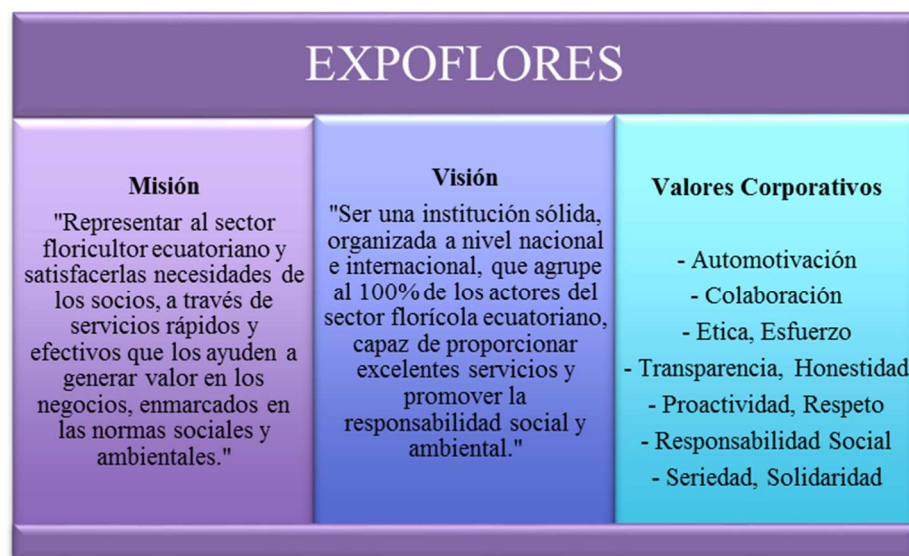 EXPOFLORES
Misión
"Representar al sector
floricultor ecuatoriano y
satisfacerlas necesidades de
los socios, a través de
servicios rápidos y
efectivos que los ayuden a
generar valor en los
negocios, enmarcados en
las normas sociales y
ambientales."
Visión
"Ser una institución sólida,
organizada a nivel nacional
e internacional, que agrupe
al 100% de los actores del
sector florícola ecuatoriano,
capaz de proporcionar
excelentes servicios y
promover la
responsabilidad social y
ambiental."
Valores Corporativos
- Automotivación
- Colaboración
- Etica, Esfuerzo
- Transparencia, Honestidad
- Proactividad, Respeto
- Responsabilidad Social
- Seriedad, Solidaridad